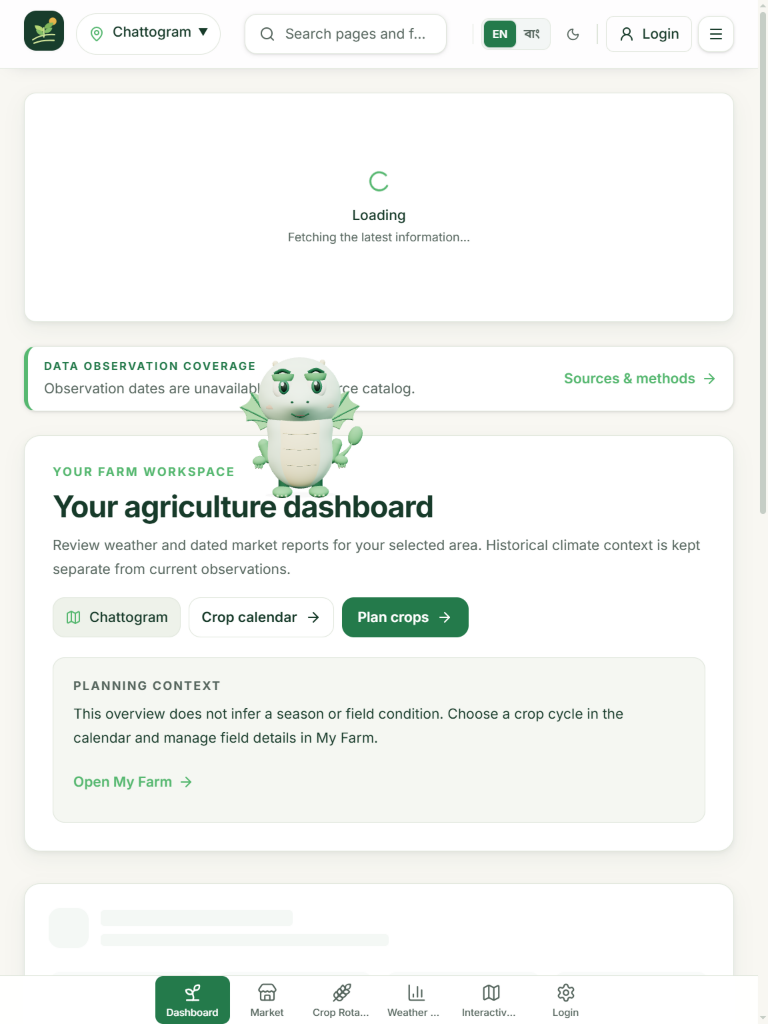 Chattogram ▼
Search pages and f...
EN
বাং
Login
Loading
Fetching the latest information...
DATA OBSERVATION COVERAGE
Observation dates are catalog.
Sources & methods →
YOUR FARM WORKSPACE
Your agriculture dashboard
Review weather and dated market reports for your selected area. Historical climate context is kept
separate from current observations.
Chattogram
Crop calendar →
Plan crops →
PLANNING CONTEXT
This overview does not infer a season or field condition. Choose a crop cycle in the
calendar and manage field details in My Farm.
Open My Farm →
Dashboard
Market
Crop Rota...
Weather ...
Interactiv...
Login